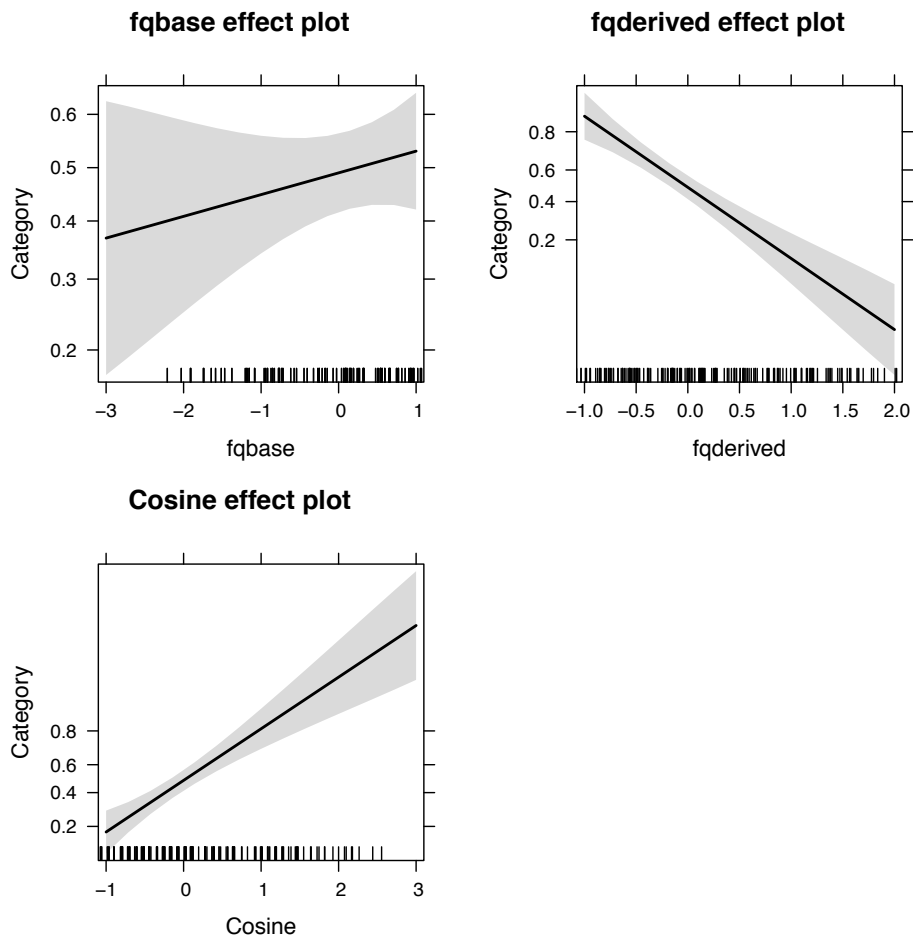 fqbase effect plot
Category
0.6
0.5
0.4
0.3
0.2
−3 −2 −1 0 1
fqbase
fqderived effect plot
Category
0.8
0.6
0.4
0.2
−1.0 −0.5 0.0 0.5 1.0 1.5 2.0
fqderived
Cosine effect plot
Category
0.8
0.6
0.4
0.2
−1 0 1 2 3
Cosine